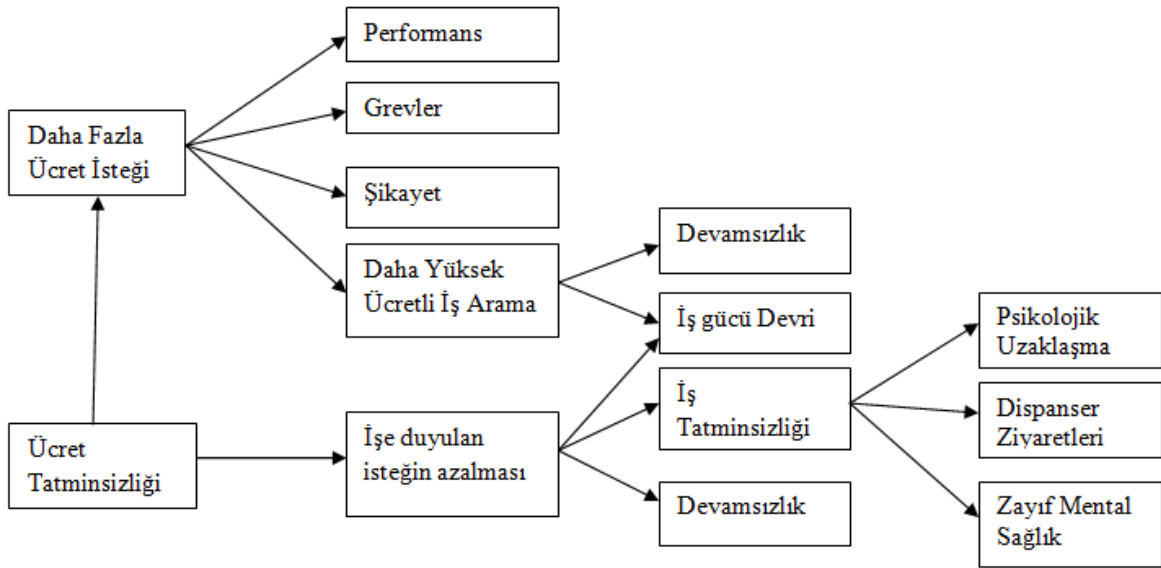 Performans
Grevler
Daha Fazla
Ücret İsteği
Şikayet
Daha Yüksek
Ücretli İş Arama
Devamsızlık
İş gücü Devri
Psikolojik
Uzaklaşma
İş
Tatminsizliği
Dispanser
Ziyaretleri
Ücret
Tatminsizliği
İşe duyulan
isteğin azalması
Devamsızlık
Zayıf Mental
Sağlık